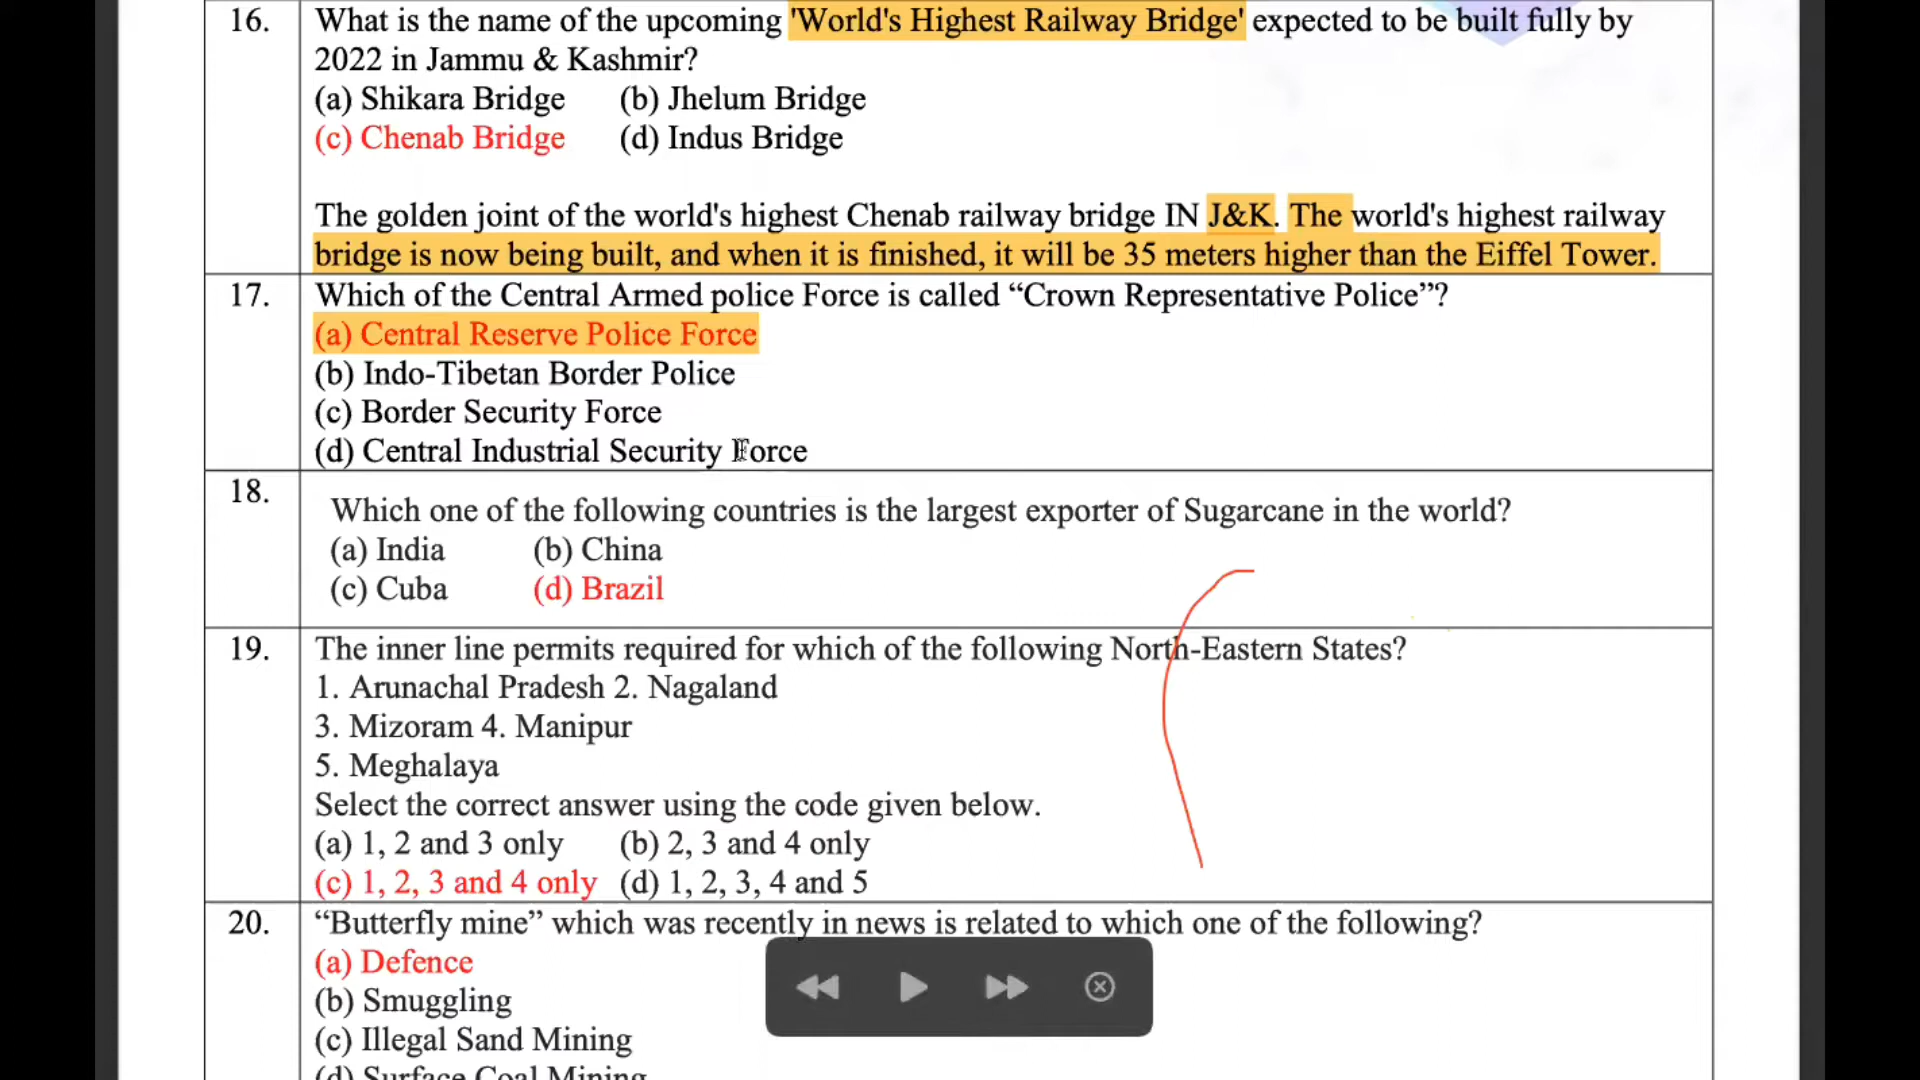 16. What is the name of the upcoming 'World's Highest Railway Bridge' expected to be built fully by
2022 in Jammu & Kashmir?
(a) Shikara Bridge (b) Jhelum Bridge
(c) Chenab Bridge (d) Indus Bridge
The golden joint of the world's highest Chenab railway bridge IN J&K. The world's highest railway
bridge is now being built, and when it is finished, it will be 35 meters higher than the Eiffel Tower.
17. Which of the Central Armed police Force is called “Crown Representative Police”?
(a) Central Reserve Police Force
(b) Indo-Tibetan Border Police
(c) Border Security Force
(d) Central Industrial Security Force
18. Which one of the following countries is the largest exporter of Sugarcane in the world?
(a) India (b) China
(c) Cuba (d) Brazil
19. The inner line permits required for which of the following North-Eastern States?
1. Arunachal Pradesh 2. Nagaland
3. Mizoram 4. Manipur
5. Meghalaya
Select the correct answer using the code given below.
(a) 1, 2 and 3 only (b) 2, 3 and 4 only
(c) 1, 2, 3 and 4 only (d) 1, 2, 3, 4 and 5
20. “Butterfly mine” which was recently in news is related to which one of the following?
(a) Defence
(b) Smuggling
(c) Illegal Sand Mining
(d) Surface Coal Mining